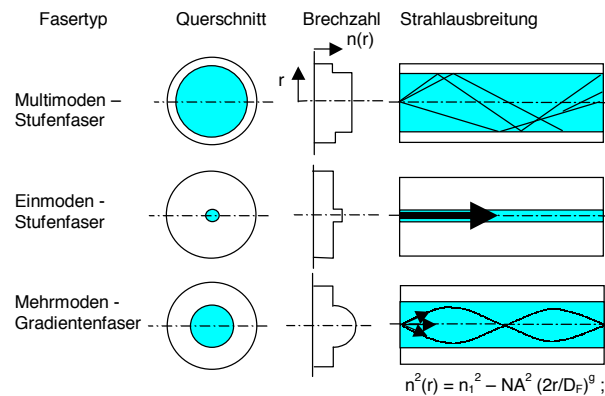 Fasertyp Querschnitt Brechzahl Strahlausbreitung
n(r)
r
Multimoden –
Stufenfaser
Einmoden -
Stufenfaser
Mehrmoden -
Gradientenfaser
n²(r) = n₁² – NA² (2r/D_F)^g ;